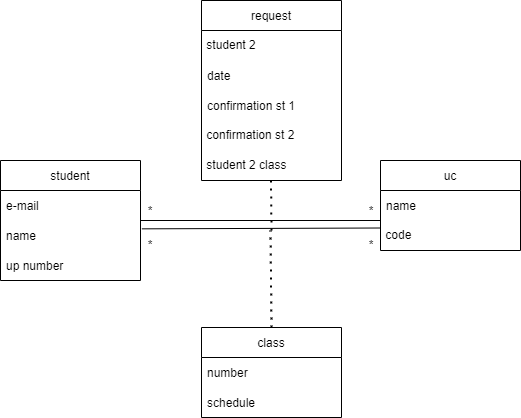 request
student 2
date
confirmation st 1
confirmation st 2
student 2 class
student
e-mail
name
up number
uc
name
code
*
*
*
*
class
number
schedule